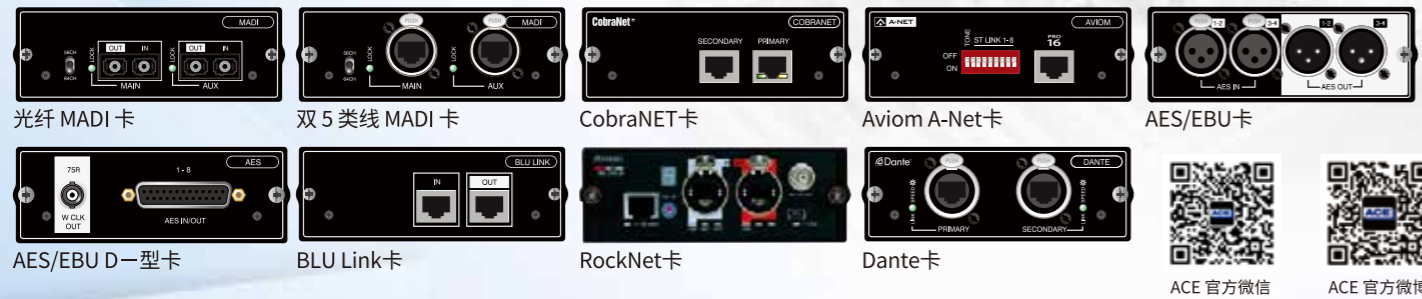 MADI
56CH
64CH
LOCK
OUT IN
LOCK
OUT IN
MAIN
AUX
光纤 MADI 卡
PUSH
PUSH
MADI
56CH
64CH
LOCK
LOCK
MAIN
AUX
双 5 类线 MADI 卡
CobraNet
COBRANET
SECONDARY PRIMARY
CobraNET卡
A-NET
AVIOM
TONE
ST LINK 1-8
PRO
16
OFF
ON
Aviom A-Net卡
PUSH
1-2
PUSH
3-4
1-2
3-4
AES IN
AES OUT
AES/EBU卡
AES
75R
1 - 8
W CLK
OUT
AES IN/OUT
AES/EBU D－型卡
BLU LINK
IN
OUT
BLU Link卡
RockNet卡
Dante
PUSH
PUSH
DANTE
LINK SPEED
LINK SPEED
PRIMARY
SECONDARY
Dante卡
ACE
ACE 官方微信
ACE
ACE 官方微博